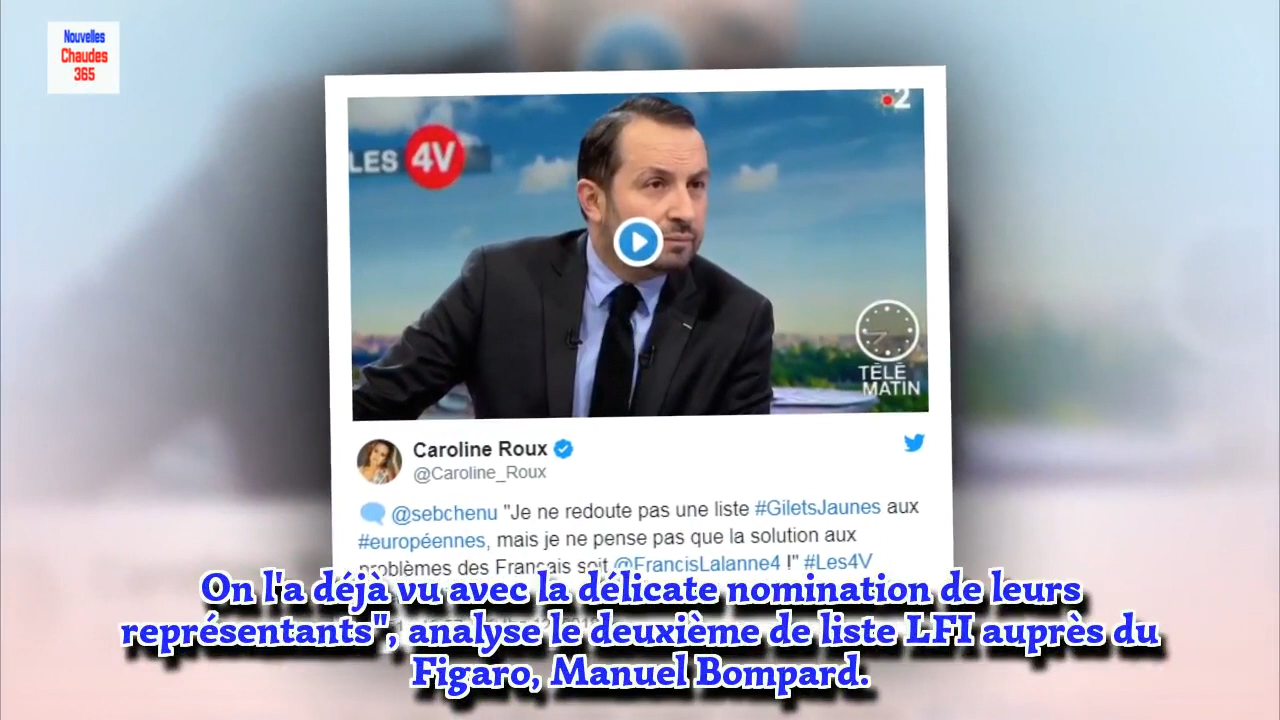 Nouvelles
Chaudes
365
2
LES 4V
TÉLÉ
MATIN
Caroline Roux
@Caroline_Roux
@sebchenu "Je ne redoute pas une liste #GiletsJaunes aux
#européennes, mais je ne pense pas que la solution aux
problèmes des Français soit @FrancisLalanne4 !" #Les4V
On l'a déjà vu avec la délicate nomination de leurs
représentants", analyse le deuxième de liste LFI auprès du
Figaro, Manuel Bompard.